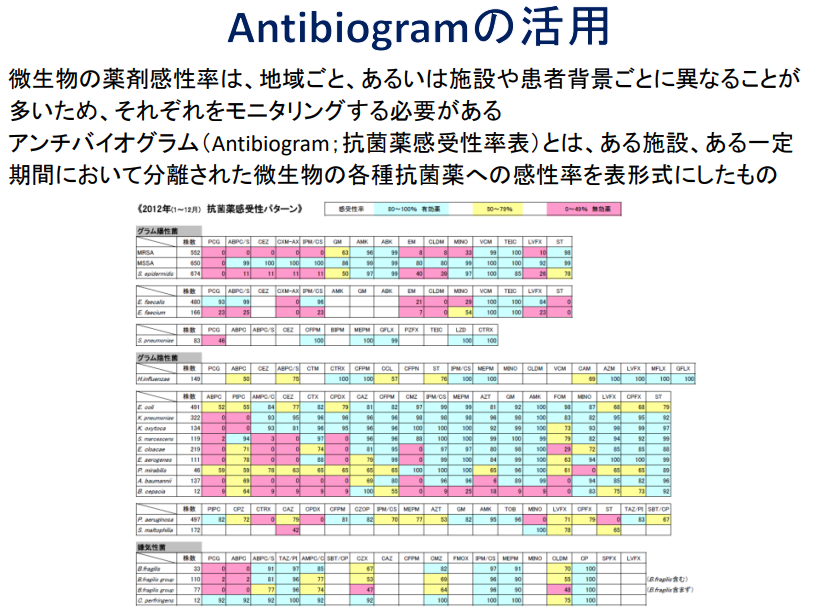 Antibiogramの活用
微生物の薬剤感性率は、地域ごと、あるいは施設や患者背景ごとに異なることが
多いため、それぞれをモニタリングする必要がある
アンチバイオグラム（Antibiogram；抗菌薬感受性率表）とは、ある施設、ある一定
期間において分離された微生物の各種抗菌薬への感性率を表形式にしたもの
《2012年(1～12月) 抗菌薬感受性パターン》 感受性率 80～100% 有効薬 50～79% 0～49% 無効薬
グラム陽性菌
株数 PCG ABPC/S CEZ CXM-AX IPM/CS GM AMK ABK EM CLDM MINO VCM TEIC LVFX ST
MRSA 552 0 0 0 0 0 63 96 99 8 8 33 99 100 10 98
MSSA 650 0 99 100 100 100 86 99 99 80 80 99 100 100 92 99
S. epidermidis 674 0 11 11 11 11 50 97 99 40 39 97 100 85 26 78
株数 PCG ABPC/S CEZ CXM-AX IPM/CS AMK GM ABK EM CLDM MINO VCM TEIC LVFX ST
E. faecalis 480 93 99 0 96 21 0 29 100 100 84 0
E. faecium 166 23 25 0 23 7 0 54 100 100 23 0
株数 PCG ABPC ABPC/S CEZ CFPM BIPM MEPM GFLX PZFX TEIC LZD CTRX
S. pneumoniae 83 46 100 100 99 100 100
グラム陰性菌
株数 PCG ABPC CEZ ABPC/S CTM CTRX CFPM CCL CFPN ST IPM/CS MEPM MINO CLDM VCM CAM AZM LVFX MFLX GFLX
H.influenzae 149 50 75 100 100 57 76 100 100 89 100 100 100 100
株数 ABPC PIPC AMPC/C CEZ CTX CPDX CAZ CFPM CMZ IPM/CS MEPM AZT GM AMK FOM MINO LVFX CPFX ST
E. coli 491 52 55 84 77 82 79 81 82 97 99 99 81 92 100 98 87 68 68 79
K. pneumoniae 322 0 0 93 95 96 96 96 96 98 98 98 96 98 100 83 82 95 95 92
K. oxytoca 134 0 0 93 81 96 95 96 96 100 100 100 92 99 100 73 93 99 99 97
S. marcescens 119 2 94 3 0 97 0 96 96 88 100 100 99 100 99 79 82 94 92 99
E. cloacae 219 0 71 0 0 74 0 81 95 0 97 97 80 96 100 29 72 85 85 88
E. aerogenes 111 0 78 0 0 88 0 79 99 0 100 100 84 99 100 63 94 100 100 99
P. mirabilis 46 59 59 78 63 65 65 65 65 100 100 100 65 96 100 61 0 65 65 89
A. baumannii 137 0 69 0 0 0 0 69 80 0 96 96 6 89 99 0 94 85 82 96
B. cepacia 12 9 64 9 9 9 9 100 55 0 9 25 18 9 9 0 83 75 73 92
株数 PIPC CPZ CTRX CAZ CPDX CFPM CZOP IPM/CS MEPM AZT GM AMK TOB MINO LVFX CPFX ST TAZ/PI SBT/CP
P. aeruginosa 497 82 72 0 79 0 81 82 70 77 53 82 95 96 0 71 79 0 83 67
S. maltophilia 172 42 100 78 65
嫌気性菌
株数 PCG ABPC ABPC/S TAZ/PI AMPC/C SBT/CP CZX CAZ CFPM CMZ FMOX IPM/CS MEPM MINO CLDM CP SPFX LVFX
B.fragilis 33 0 0 91 97 85 67 82 97 91 70 100
B.fragilis group 110 2 2 81 96 77 53 69 96 90 55 100 (B.fragilis含む)
B.fragilis group 77 0 0 77 96 74 47 64 96 90 48 100 (B.fragilis含まず)
C. perfringens 12 92 92 92 100 92 92 100 100 100 75 100